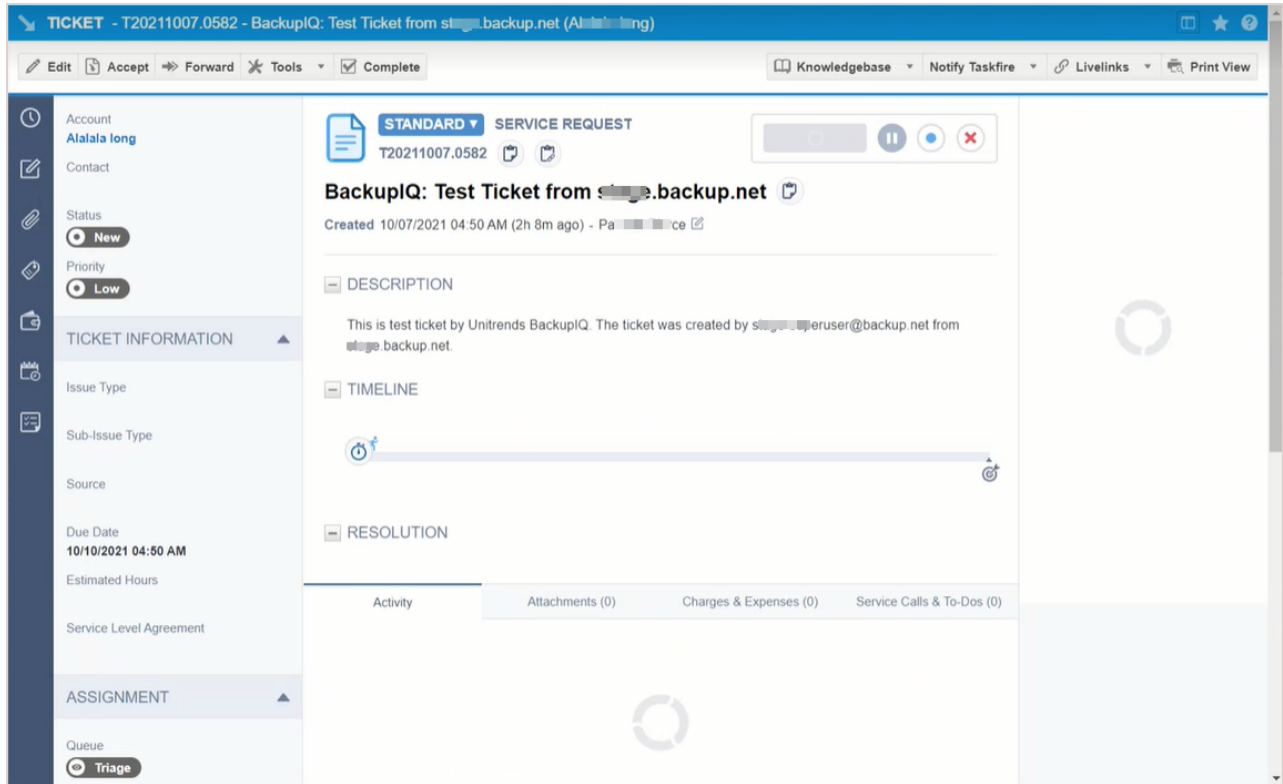 TICKET - T20211007.0582 - BackupIQ: Test Ticket from .backup.net
Edit Accept Forward Tools Complete Knowledgebase Notify Taskfire Livelinks Print View
Account
Alalala long
Contact
Status
New
Priority
Low
TICKET INFORMATION
Issue Type
Sub-Issue Type
Source
Due Date
10/10/2021 04:50 AM
Estimated Hours
Service Level Agreement
ASSIGNMENT
Queue
Triage
STANDARD SERVICE REQUEST
T20211007.0582
BackupIQ: Test Ticket from .backup.net
Created 10/07/2021 04:50 AM (2h 8m ago) -
DESCRIPTION
This is test ticket by Unitrends BackupIQ. The ticket was created by @backup.net from
.backup.net.
TIMELINE
RESOLUTION
Activity Attachments (0) Charges & Expenses (0) Service Calls & To-Dos (0)